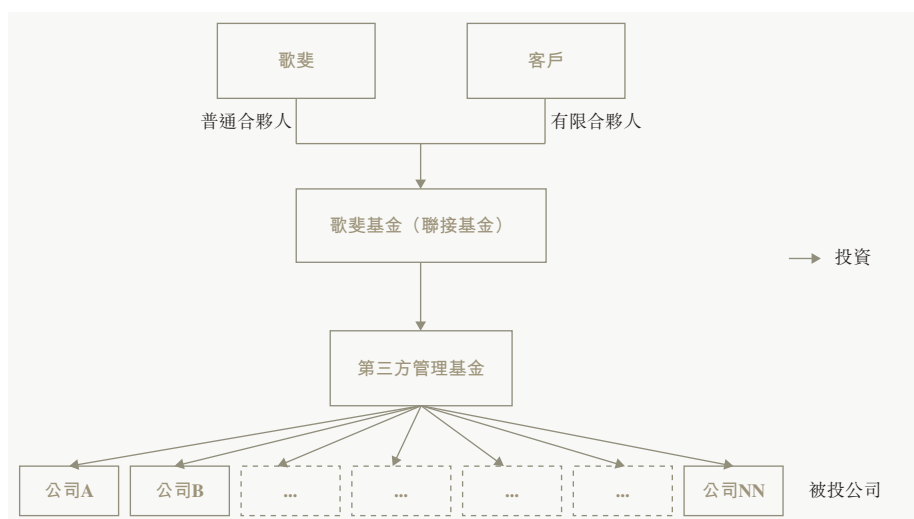 歌斐
客戶
普通合夥人
有限合夥人
歌斐基金（聯接基金）
投資
第三方管理基金
公司A
公司B
...
...
...
...
公司NN
被投公司